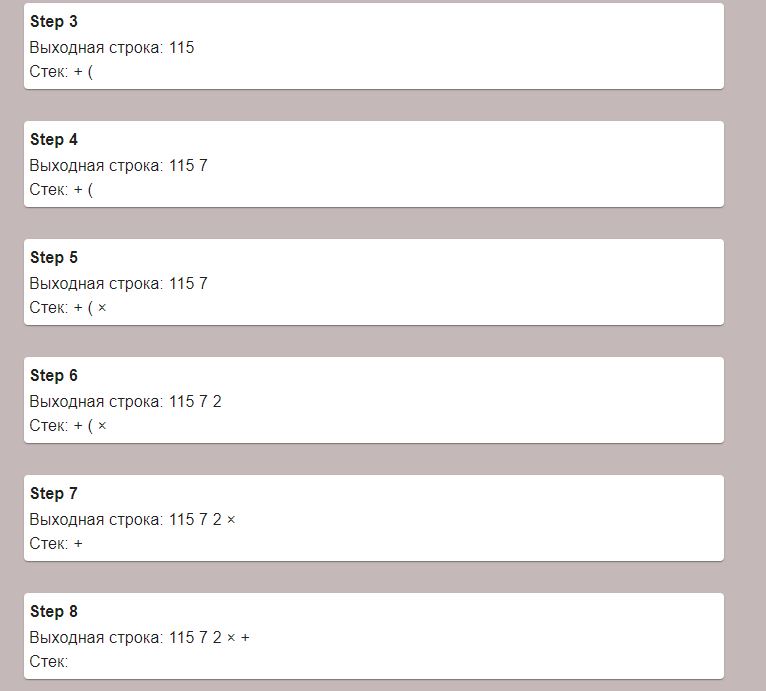 Step 3
Выходная строка: 115
Стек: + (
Step 4
Выходная строка: 115 7
Стек: + (
Step 5
Выходная строка: 115 7
Стек: + ( ×
Step 6
Выходная строка: 115 7 2
Стек: + ( ×
Step 7
Выходная строка: 115 7 2 ×
Стек: +
Step 8
Выходная строка: 115 7 2 × +
Стек: